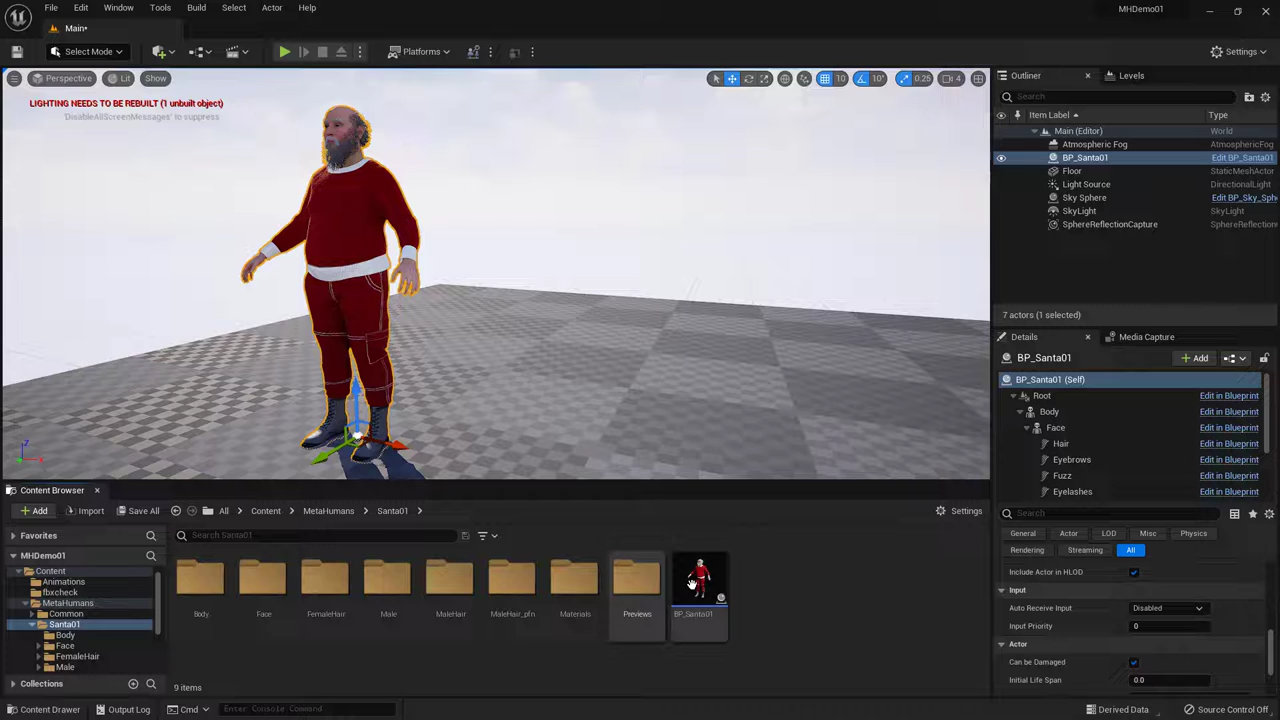 File Edit Window Tools Build Select Actor Help MHDemo01
Main•
Select Mode Platforms Settings
Perspective Lit Show 10 10° 0.25 4
LIGHTING NEEDS TO BE REBUILT (1 unbuilt object)
'DisableAllScreenMessages' to suppress
Z
Outliner Levels
Search
Item Label Type
Main (Editor) World
Atmospheric Fog AtmosphericFog
BP_Santa01 Edit BP_Santa01
Floor StaticMeshActor
Light Source DirectionalLight
Sky Sphere Edit BP_Sky_Sph
SkyLight SkyLight
SphereReflectionCapture SphereReflection
7 actors (1 selected)
Details Media Capture
BP_Santa01 Add
BP_Santa01 (Self)
Root Edit in Blueprint
Body Edit in Blueprint
Face Edit in Blueprint
Hair Edit in Blueprint
Eyebrows Edit in Blueprint
Fuzz Edit in Blueprint
Eyelashes Edit in Blueprint
Search
General Actor LOD Misc Physics
Rendering Streaming All
Include Actor in HLOD
Input
Auto Receive Input Disabled
Input Priority 0
Actor
Can be Damaged
Initial Life Span 0.0
Content Browser
Add Import Save All All Content MetaHumans Santa01 Settings
Favorites
Search Santa01
MHDemo01
Content
Animations
fbxcheck
MetaHumans
Common
Santa01
Body
Face
FemaleHair
Male
Collections
Body Face FemaleHair Male MaleHair MaleHair_pfn Materials Previews BP_Santa01
9 items
Content Drawer Output Log Cmd Enter Console Command Derived Data Source Control Off